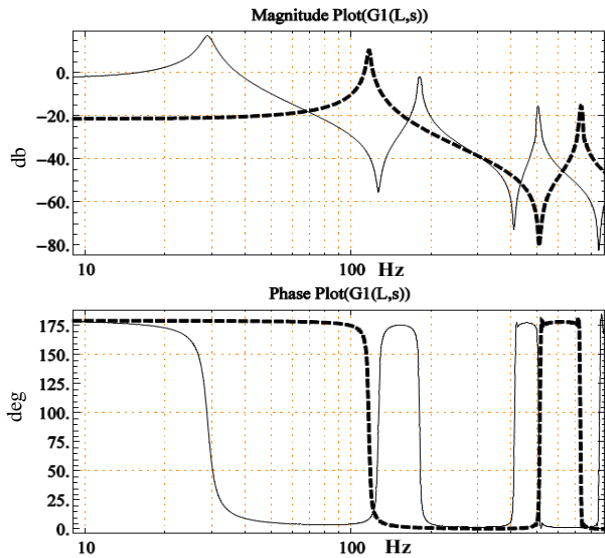 Magnitude Plot(G1(L,s))
0.
−20.
−40.
−60.
−80.
db
10
100
Hz
Phase Plot(G1(L,s))
175.
150.
125.
100.
75.
50.
25.
0.
deg
10
100
Hz